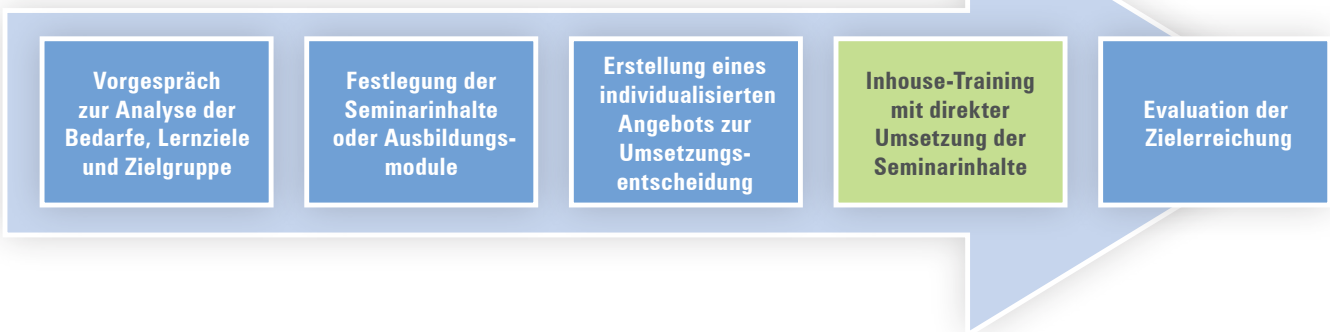 Vorgespräch
zur Analyse der
Bedarfe, Lernziele
und Zielgruppe
Festlegung der
Seminarinhalte
oder Ausbildungs-
module
Erstellung eines
individualisierten
Angebots zur
Umsetzungs-
entscheidung
Inhouse-Training
mit direkter
Umsetzung der
Seminarinhalte
Evaluation der
Zielerreichung